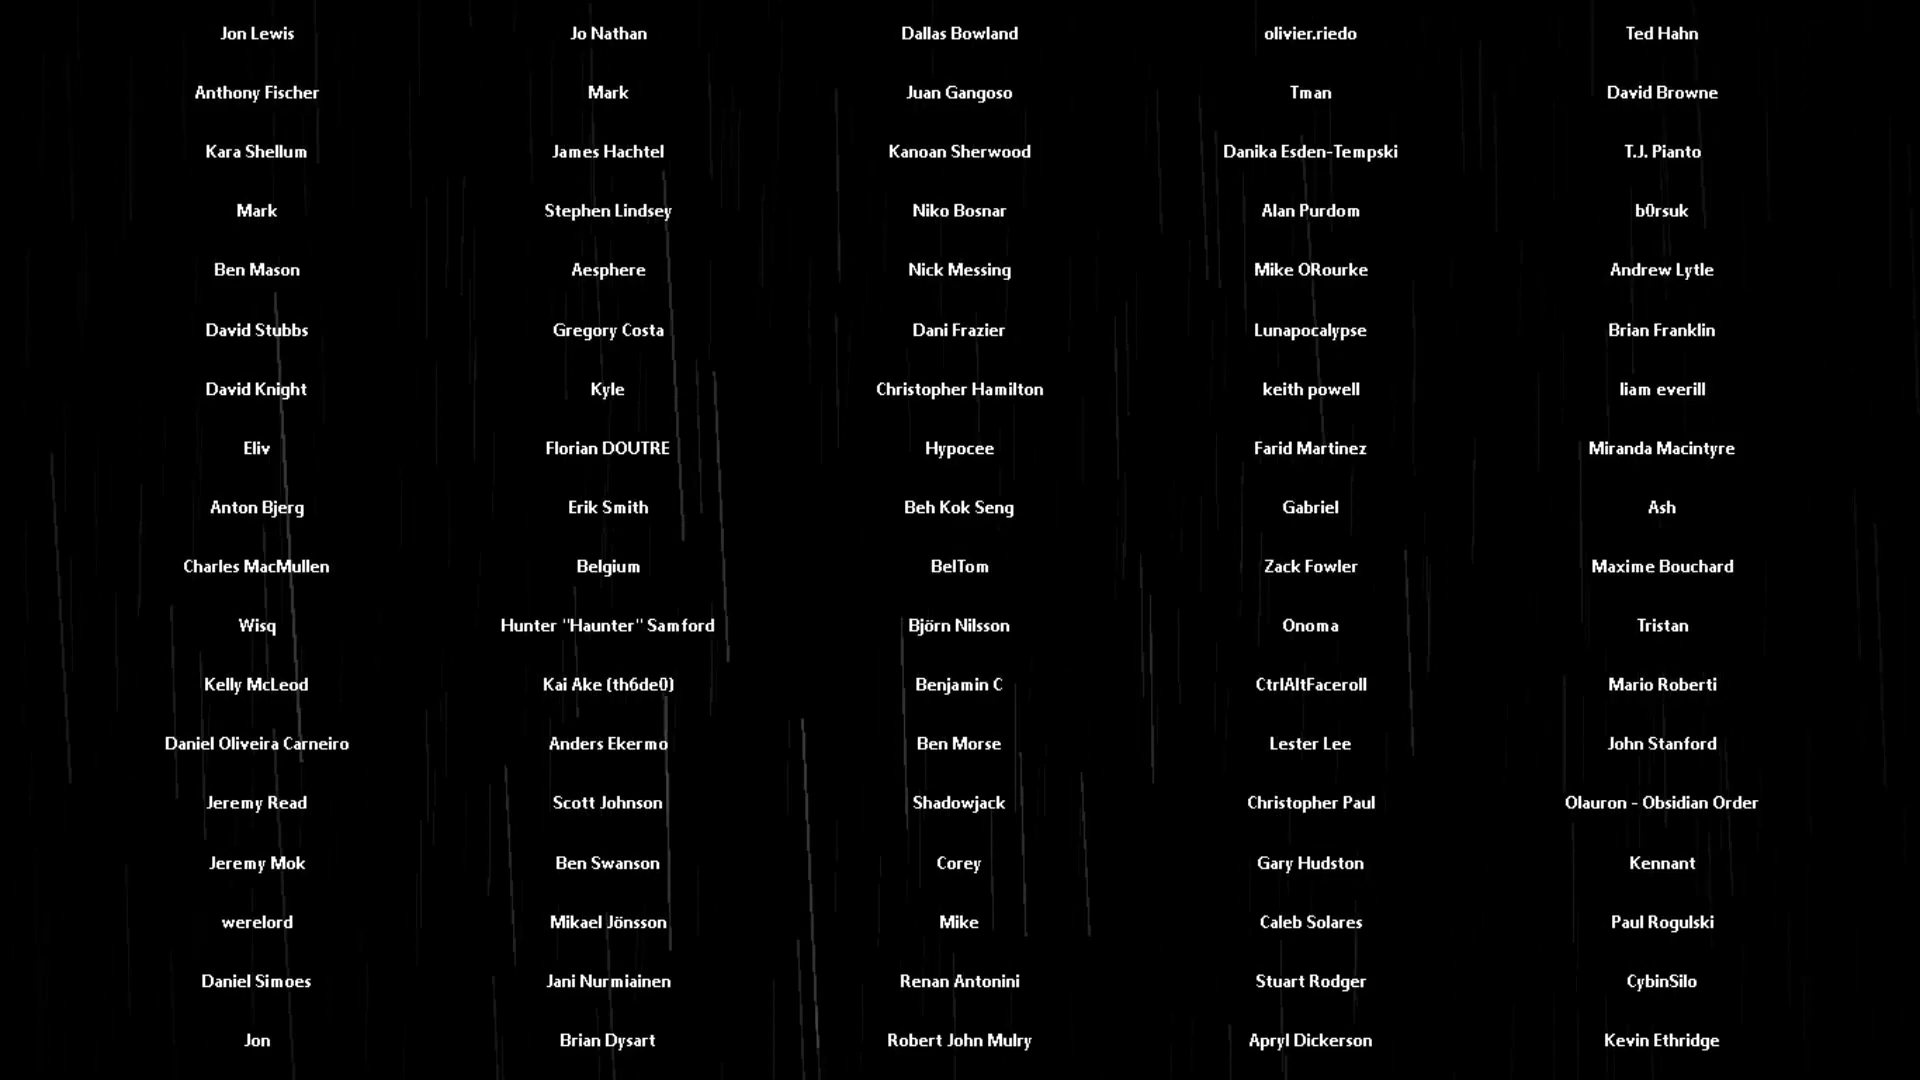 Jon Lewis Jo Nathan Dallas Bowland olivier.riedo Ted Hahn
Anthony Fischer Mark Juan Gangoso Tman David Browne
Kara Shellum James Hachtel Kanoan Sherwood Danika Esden-Tempski T.J. Pianto
Mark Stephen Lindsey Niko Bosnar Alan Purdom b0rsuk
Ben Mason Aesphere Nick Messing Mike ORourke Andrew Lytle
David Stubbs Gregory Costa Dani Frazier Lunapocalypse Brian Franklin
David Knight Kyle Christopher Hamilton keith powell liam everill
Eliv Florian DOUTRE Hypocee Farid Martinez Miranda Macintyre
Anton Bjerg Erik Smith Beh Kok Seng Gabriel Ash
Charles MacMullen Belgium BelTom Zack Fowler Maxime Bouchard
Wisq Hunter "Haunter" Samford Björn Nilsson Onoma Tristan
Kelly McLeod Kai Ake (th6de0) Benjamin C CtrlAltFaceroll Mario Roberti
Daniel Oliveira Carneiro Anders Ekermo Ben Morse Lester Lee John Stanford
Jeremy Read Scott Johnson Shadowjack Christopher Paul Olauron - Obsidian Order
Jeremy Mok Ben Swanson Corey Gary Hudston Kennant
werelord Mikael Jönsson Mike Caleb Solares Paul Rogulski
Daniel Simoes Jani Nurmiainen Renan Antonini Stuart Rodger CybinSilo
Jon Brian Dysart Robert John Mulry Apryl Dickerson Kevin Ethridge